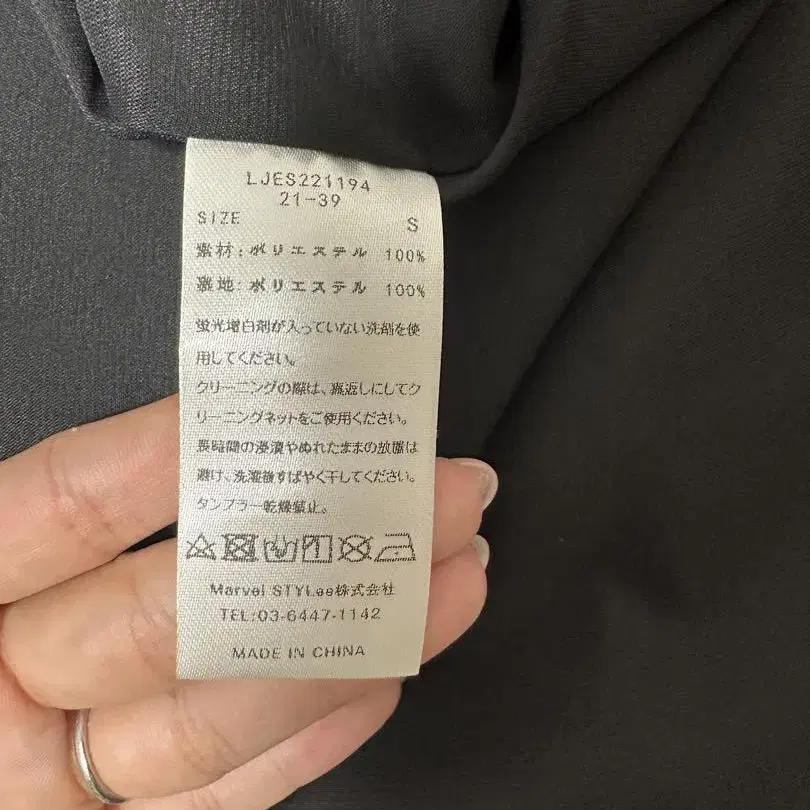 LJES221194
21-39
SIZE S
素材:ポリエステル 100%
裏地:ポリエステル 100%
蛍光増白剤が入っていない洗剤を使
用してください。
クリーニングの際は、裏返しにしてク
リーニングネットをご使用ください。
長時間の浸漬やぬれたままの放置は
避け、洗濯後すばやく干してください。
タンブラー乾燥禁止。
Marvel STYLee株式会社
TEL:03-6447-1142
MADE IN CHINA